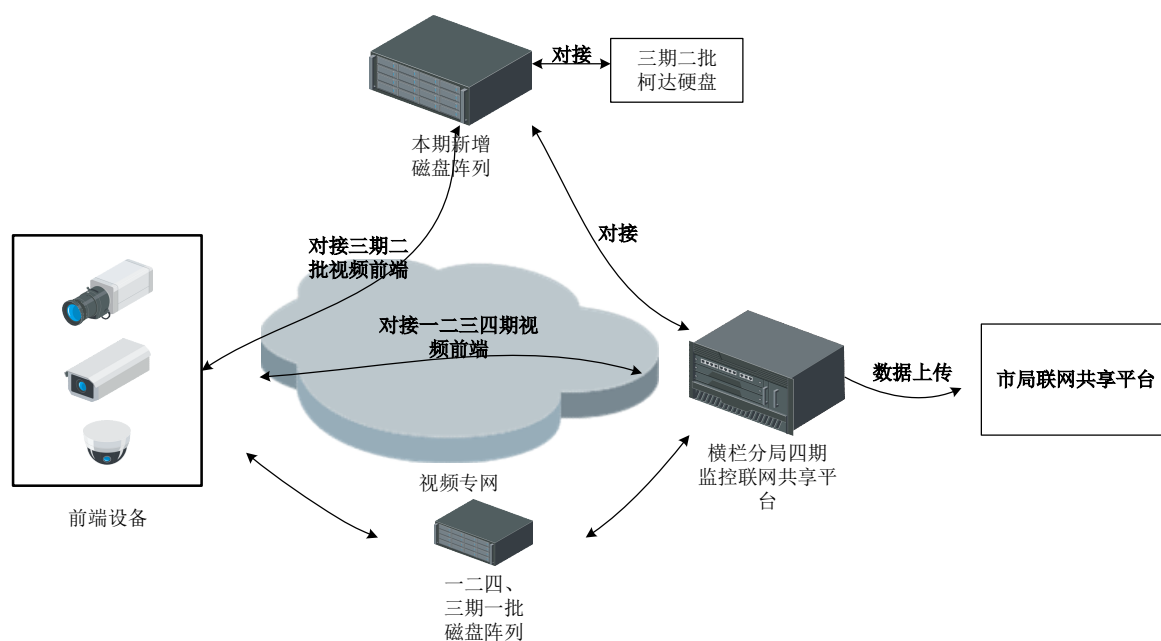 对接
三期二批
柯达硬盘
本期新增
磁盘阵列
对接三期二
批视频前端
对接
对接一二三四期视
频前端
数据上传
市局联网共享平台
横栏分局四期
监控联网共享平
台
视频专网
前端设备
一二四、
三期一批
磁盘阵列